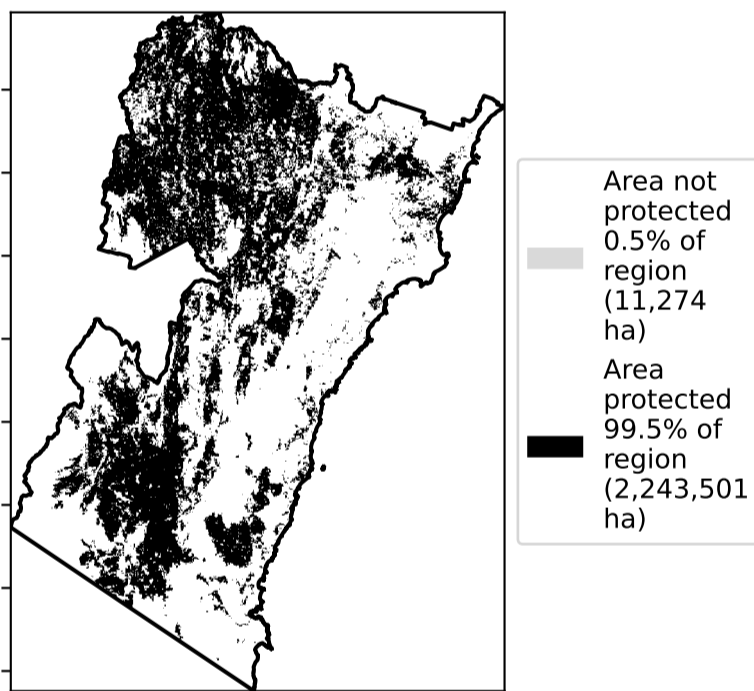 Area not
protected
0.5% of
region
(11,274
ha)
Area
protected
99.5% of
region
(2,243,501
ha)